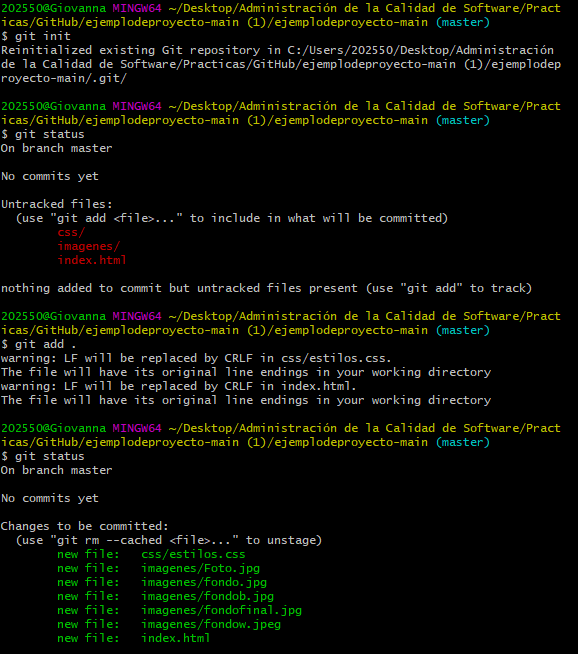 202550@Giovanna MINGW64 ~/Desktop/Administración de la Calidad de Software/Pract
icas/GitHub/ejemplodeproyecto-main (1)/ejemplodeproyecto-main (master)
$ git init
Reinitialized existing Git repository in C:/Users/202550/Desktop/Administración
de la Calidad de Software/Practicas/GitHub/ejemplodeproyecto-main (1)/ejemplodep
royecto-main/.git/
202550@Giovanna MINGW64 ~/Desktop/Administración de la Calidad de Software/Pract
icas/GitHub/ejemplodeproyecto-main (1)/ejemplodeproyecto-main (master)
$ git status
On branch master
No commits yet
Untracked files:
(use "git add <file>..." to include in what will be committed)
css/
imagenes/
index.html
nothing added to commit but untracked files present (use "git add" to track)
202550@Giovanna MINGW64 ~/Desktop/Administración de la Calidad de Software/Pract
icas/GitHub/ejemplodeproyecto-main (1)/ejemplodeproyecto-main (master)
$ git add .
warning: LF will be replaced by CRLF in css/estilos.css.
The file will have its original line endings in your working directory
warning: LF will be replaced by CRLF in index.html.
The file will have its original line endings in your working directory
202550@Giovanna MINGW64 ~/Desktop/Administración de la Calidad de Software/Pract
icas/GitHub/ejemplodeproyecto-main (1)/ejemplodeproyecto-main (master)
$ git status
On branch master
No commits yet
Changes to be committed:
(use "git rm --cached <file>..." to unstage)
new file:   css/estilos.css
new file:   imagenes/Foto.jpg
new file:   imagenes/fondo.jpg
new file:   imagenes/fondob.jpg
new file:   imagenes/fondofinal.jpg
new file:   imagenes/fondow.jpeg
new file:   index.html